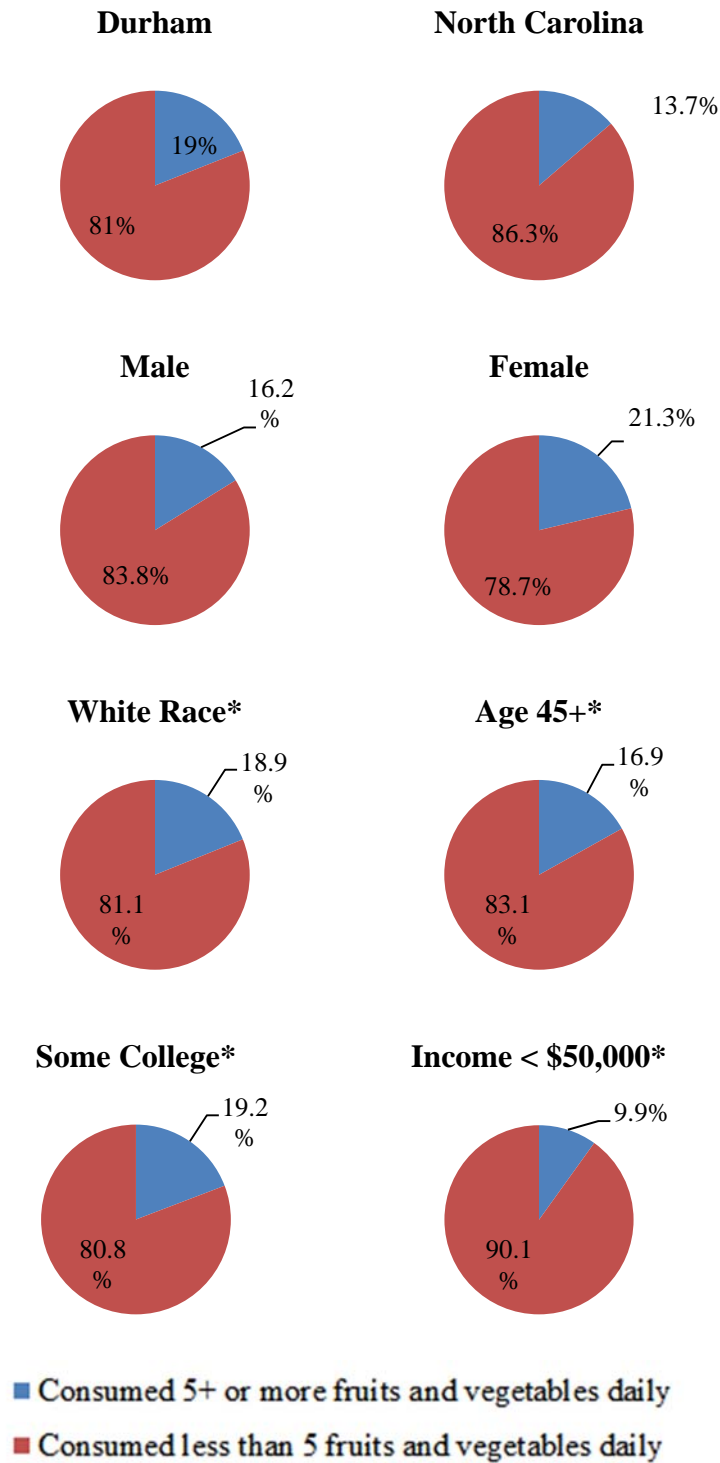 Durham
North Carolina
19%
81%
13.7%
86.3%
Male
Female
16.2
%
83.8%
21.3%
78.7%
White Race*
Age 45+*
18.9
%
81.1
%
16.9
%
83.1
%
Some College*
Income < $50,000*
19.2
%
80.8
%
9.9%
90.1
%
Consumed 5+ or more fruits and vegetables daily
Consumed less than 5 fruits and vegetables daily